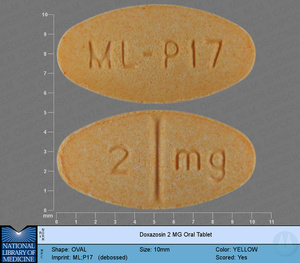 10
9
8
7
6
5
4
3
2
1
0
mm
ML-P17
2 mg
0 1 2 3 4 5 6 7 8 9 10 11
NATIONAL
LIBRARY OF
MEDICINE
Doxazosin 2 MG Oral Tablet
Shape: OVAL Size: 10mm Color: YELLOW
Imprint: ML;P17 (debossed) Scored: Yes